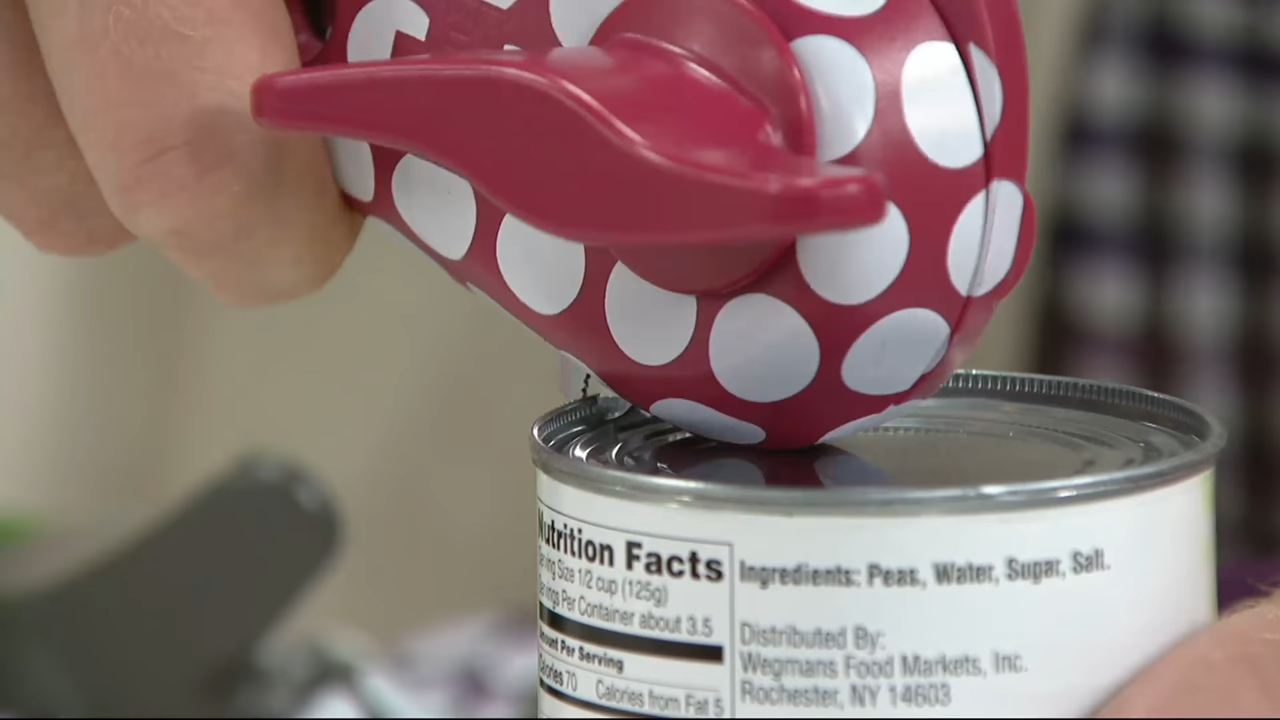 Nutrition Facts
Serving Size 1/2 cup (125g)
Servings Per Container about 3.5
Amount Per Serving
Calories 70 Calories from Fat 5
Ingredients: Peas, Water, Sugar, Salt.
Distributed By:
Wegmans Food Markets, Inc.
Rochester, NY 14603